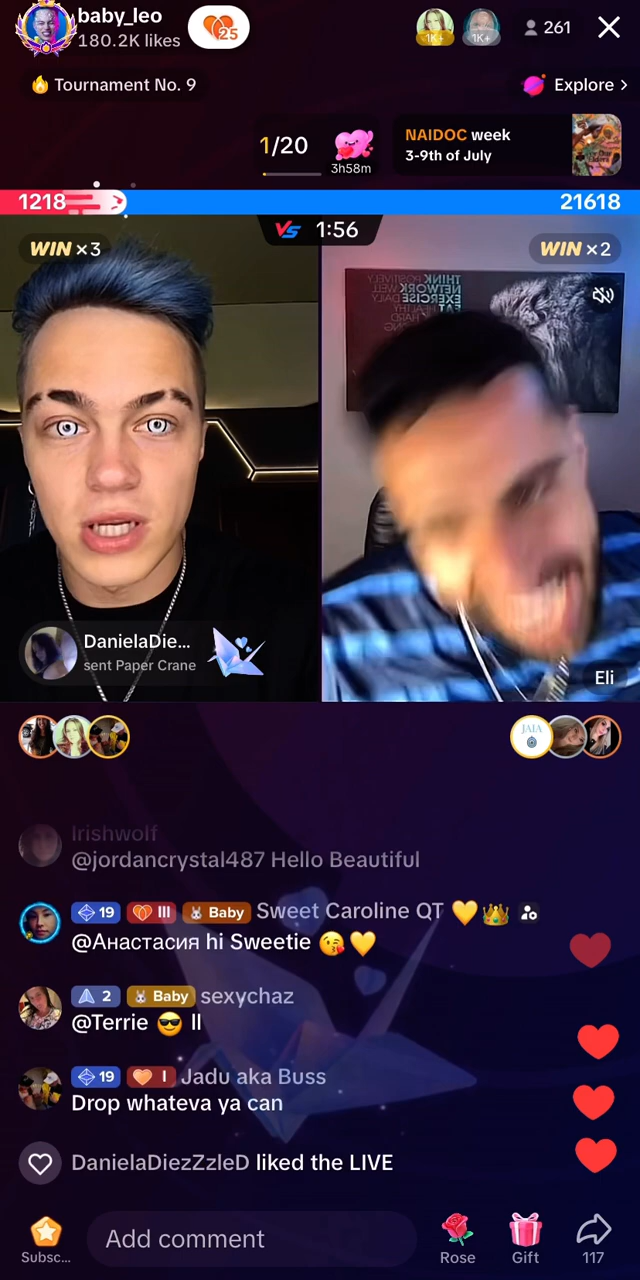 baby_leo
180.2K likes
25
1K+
1K+
261
Tournament No. 9
Explore >
1/20
3h58m
NAIDOC week
3-9th of July
1218
21618
VS 1:56
WIN ×3
WIN ×2
THINK
POSITIVELY
NETWORK
WELL
EXERCISE
DAILY
EAT
HEALTHY
DanielaDie...
sent Paper Crane
Eli
JAIA
Irishwolf
@jordancrystal487 Hello Beautiful
19 III Baby Sweet Caroline QT 💛👑
@Анастасия hi Sweetie 😘💛
2 Baby sexychaz
@Terrie 😎 ll
19 I Jadu aka Buss
Drop whateva ya can
DanielaDiezZzleD liked the LIVE
Subsc...
Add comment
Rose
Gift
117